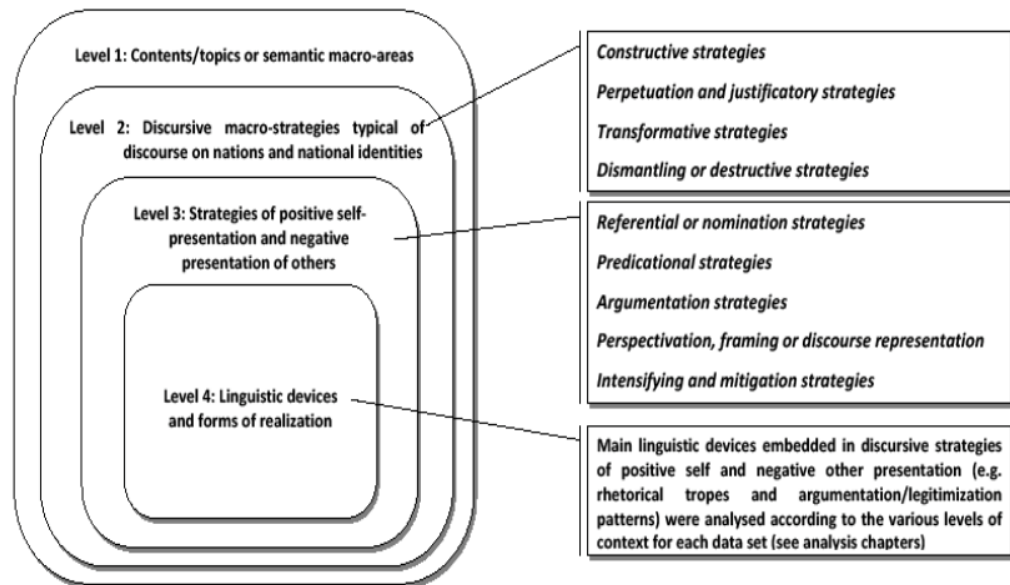 Level 1: Contents/topics or semantic macro-areas
Level 2: Discursive macro-strategies typical of
discourse on nations and national identities
Level 3: Strategies of positive self-
presentation and negative
presentation of others
Level 4: Linguistic devices
and forms of realization
Constructive strategies
Perpetuation and justificatory strategies
Transformative strategies
Dismantling or destructive strategies
Referential or nomination strategies
Predicational strategies
Argumentation strategies
Perspectivation, framing or discourse representation
Intensifying and mitigation strategies
Main linguistic devices embedded in discursive strategies
of positive self and negative other presentation (e.g.
rhetorical tropes and argumentation/legitimization
patterns) were analysed according to the various levels of
context for each data set (see analysis chapters)